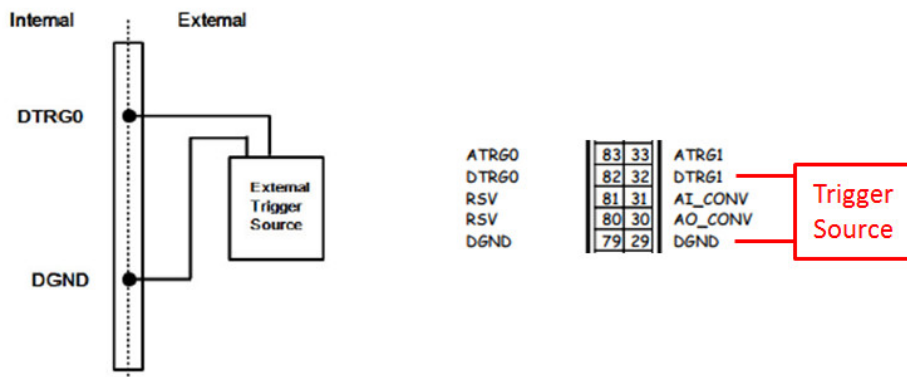 Internal External
DTRG0
External
Trigger
Source
DGND
ATRG0 83 33 ATRG1
DTRG0 82 32 DTRG1
RSV 81 31 AI_CONV
RSV 80 30 AO_CONV
DGND 79 29 DGND
Trigger
Source